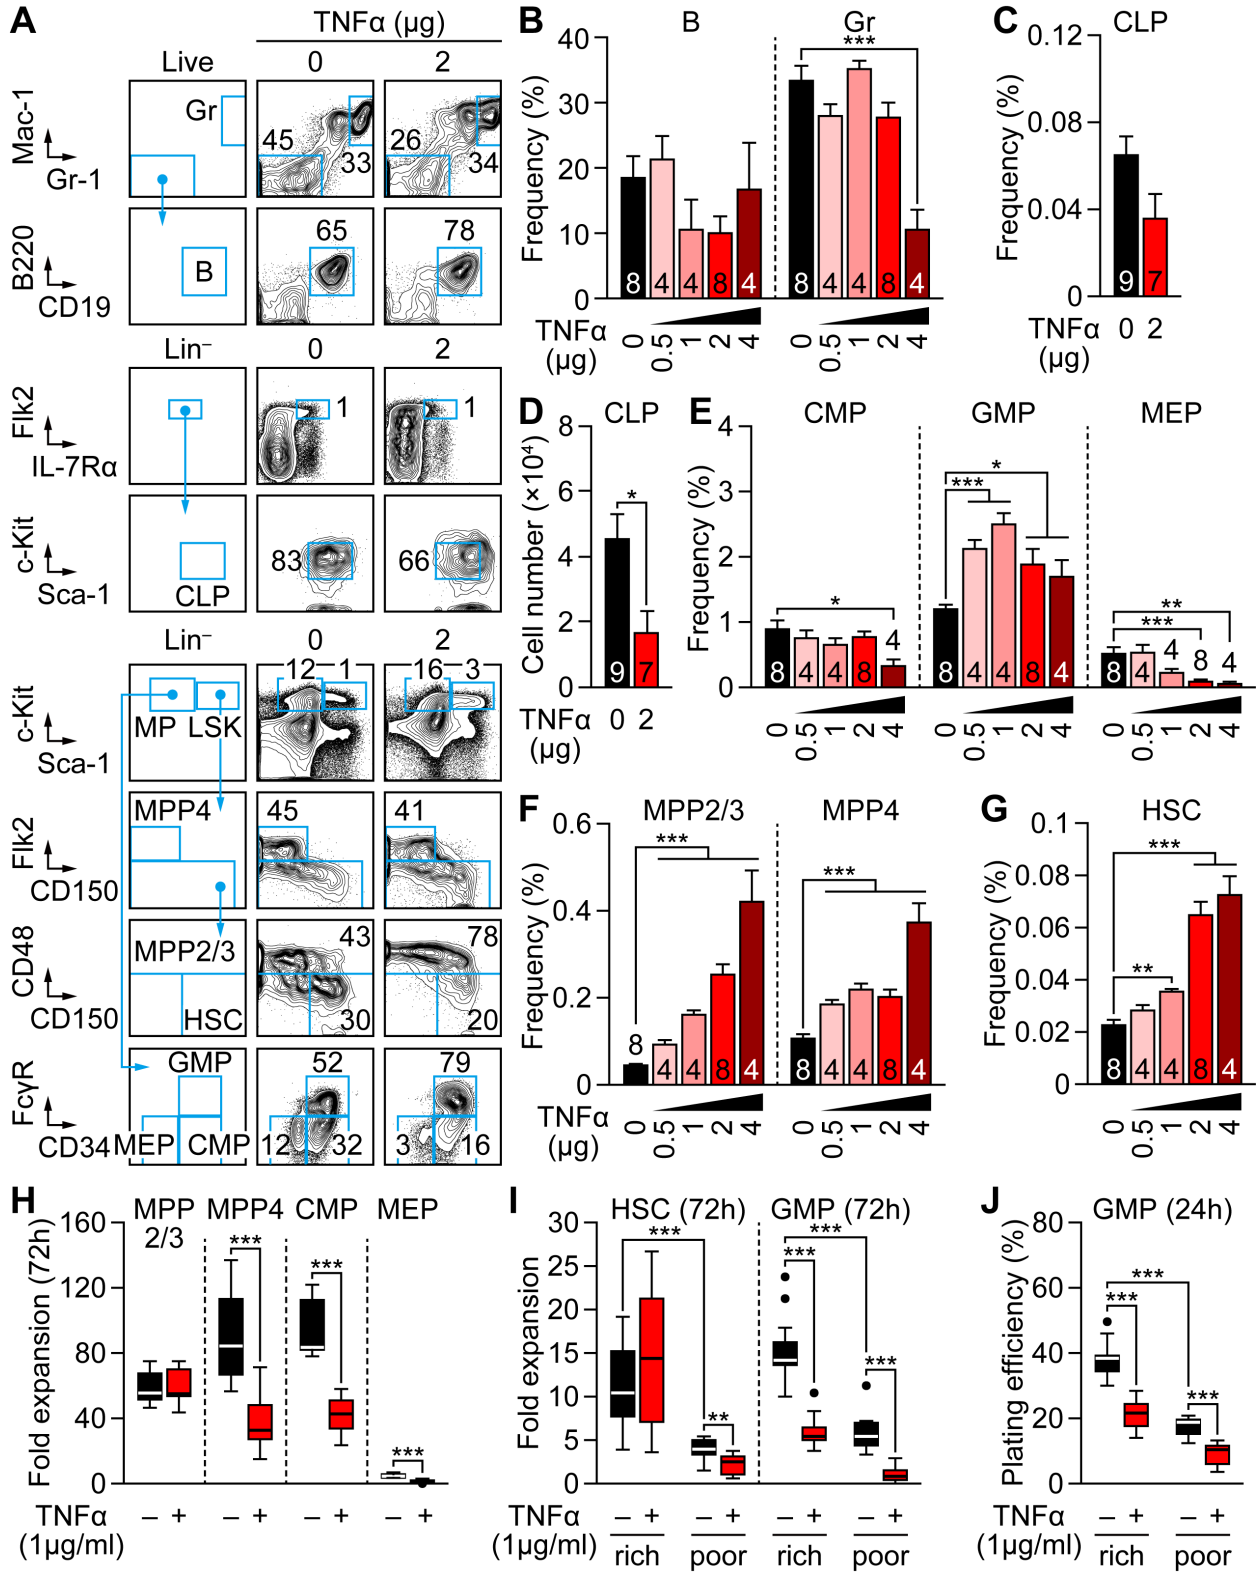 A
TNFα (µg)
Live
0
2
Mac-1
Gr-1
Gr
45
33
26
34
B220
CD19
B
65
78
Lin⁻
0
2
Flk2
IL-7Rα
1
1
c-Kit
Sca-1
CLP
83
66
Lin⁻
0
2
c-Kit
Sca-1
MP LSK
12
1
16
3
Flk2
CD150
MPP4
45
41
CD48
CD150
MPP2/3
HSC
43
30
78
20
FcγR
CD34
GMP
MEP
CMP
52
12
32
79
3
16
B
B
Gr
Frequency (%)
40
30
20
10
0
***
8
4
4
8
4
8
4
4
8
4
TNFα
(µg)
0
0.5
1
2
4
0
0.5
1
2
4
C
CLP
Frequency (%)
0.12
0.08
0.04
0
9
7
TNFα
(µg)
0
2
D
CLP
Cell number (×10⁴)
8
6
4
2
0
*
9
7
TNFα
(µg)
0
2
E
CMP
GMP
MEP
Frequency (%)
4
3
2
1
0
*
8
4
4
8
4
***
*
8
4
4
8
4
**
***
8
4
4
8
4
0
0.5
1
2
4
0
0.5
1
2
4
0
0.5
1
2
4
F
MPP2/3
MPP4
Frequency (%)
0.6
0.4
0.2
0
***
8
4
4
8
4
***
8
4
4
8
4
TNFα
(µg)
0
0.5
1
2
4
0
0.5
1
2
4
G
HSC
Frequency (%)
0.1
0.08
0.06
0.04
0.02
0
***
**
8
4
4
8
4
0
0.5
1
2
4
H
MPP
2/3
MPP4
CMP
MEP
Fold expansion (72h)
160
120
80
40
0
***
***
***
TNFα
(1µg/ml)
– + – + – + – +
I
HSC (72h)
GMP (72h)
Fold expansion
30
25
20
15
10
5
0
***
**
***
***
***
TNFα
(1µg/ml)
– + – + – + – +
rich poor rich poor
J
GMP (24h)
Plating efficiency (%)
80
60
40
20
0
***
***
***
TNFα
(1µg/ml)
– + – +
rich poor